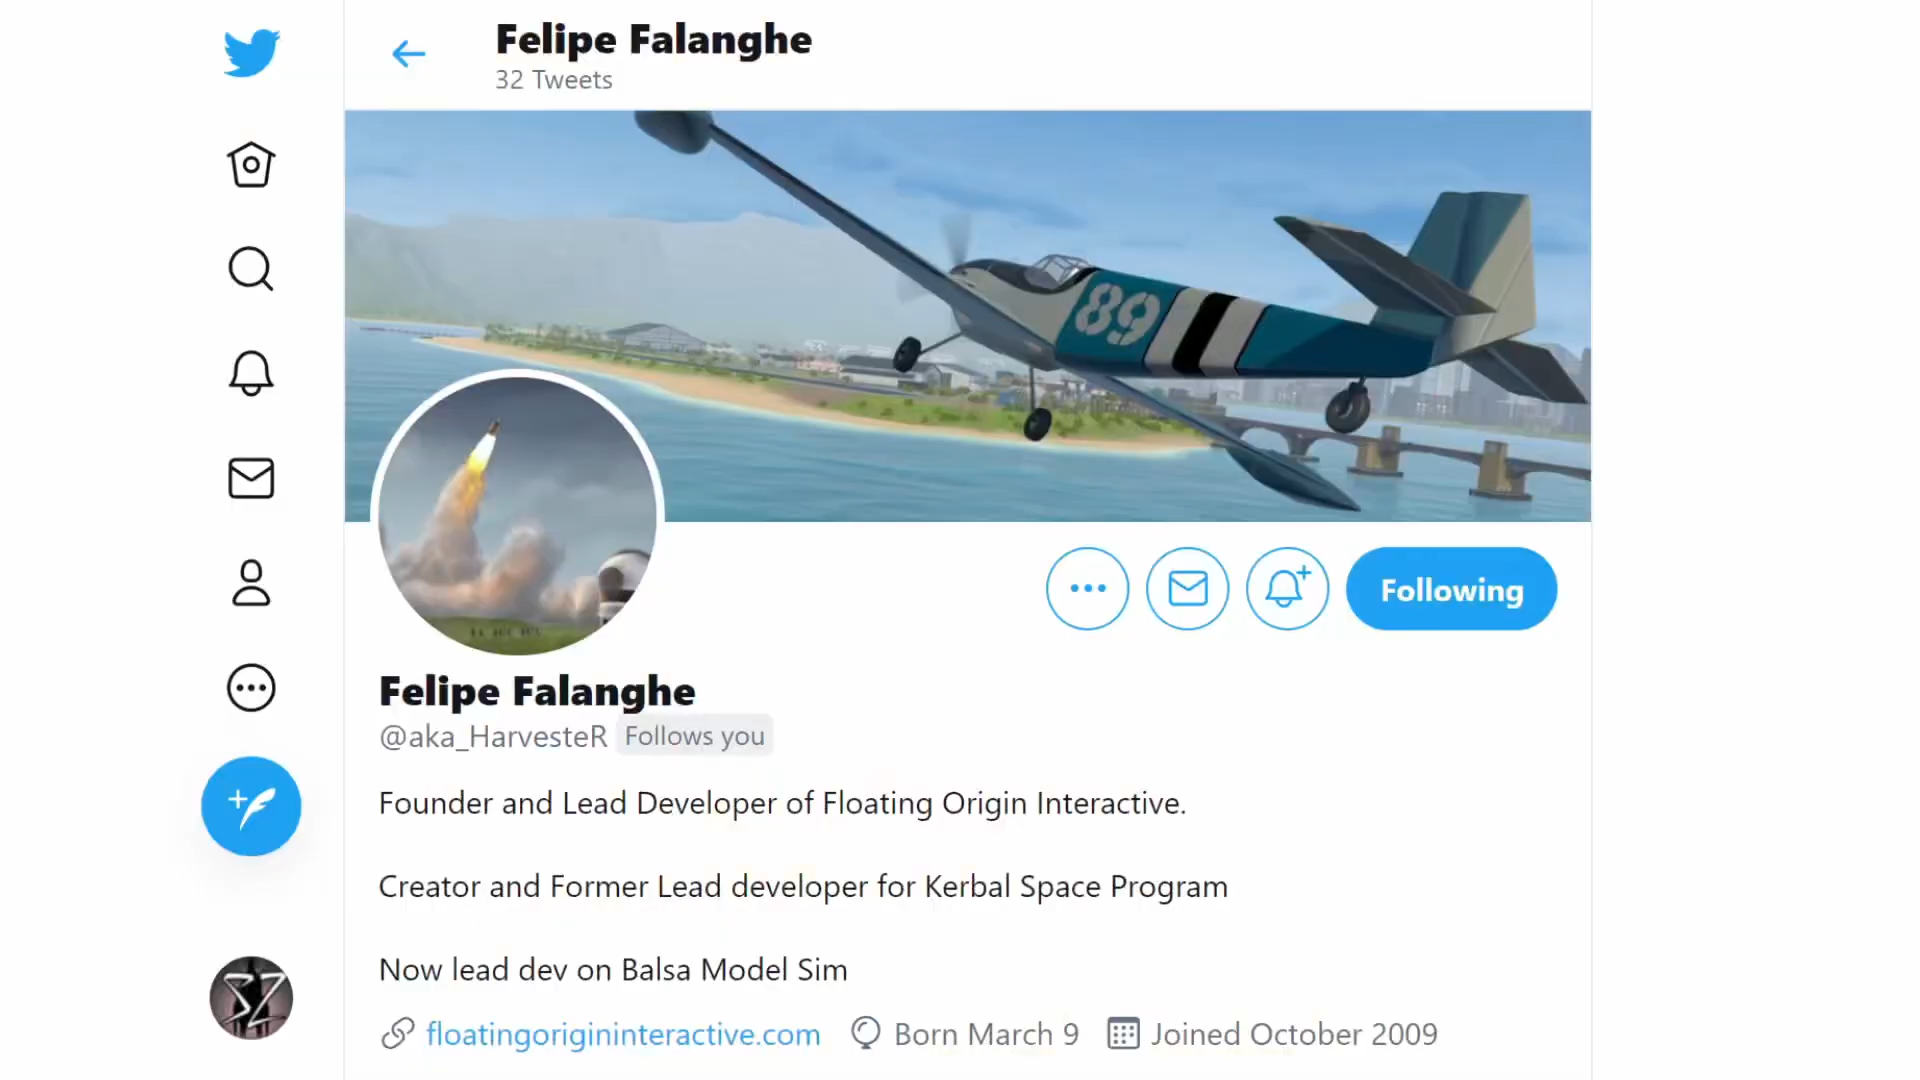 Felipe Falanghe
32 Tweets
89
Following
Felipe Falanghe
@aka_HarvesteR Follows you
Founder and Lead Developer of Floating Origin Interactive.
Creator and Former Lead developer for Kerbal Space Program
Now lead dev on Balsa Model Sim
floatingorigininteractive.com Born March 9 Joined October 2009